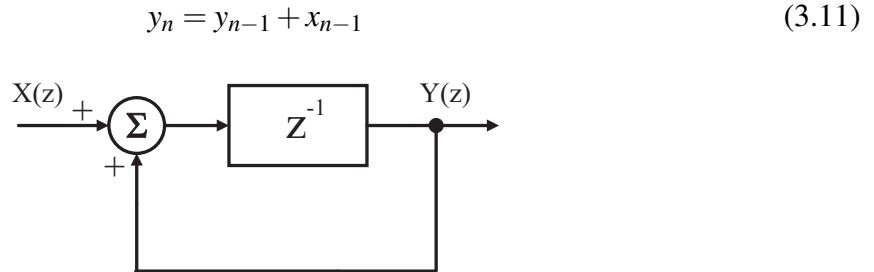 yₙ = yₙ₋₁ + xₙ₋₁ (3.11)
X(z) + Σ z⁻¹ Y(z)
+